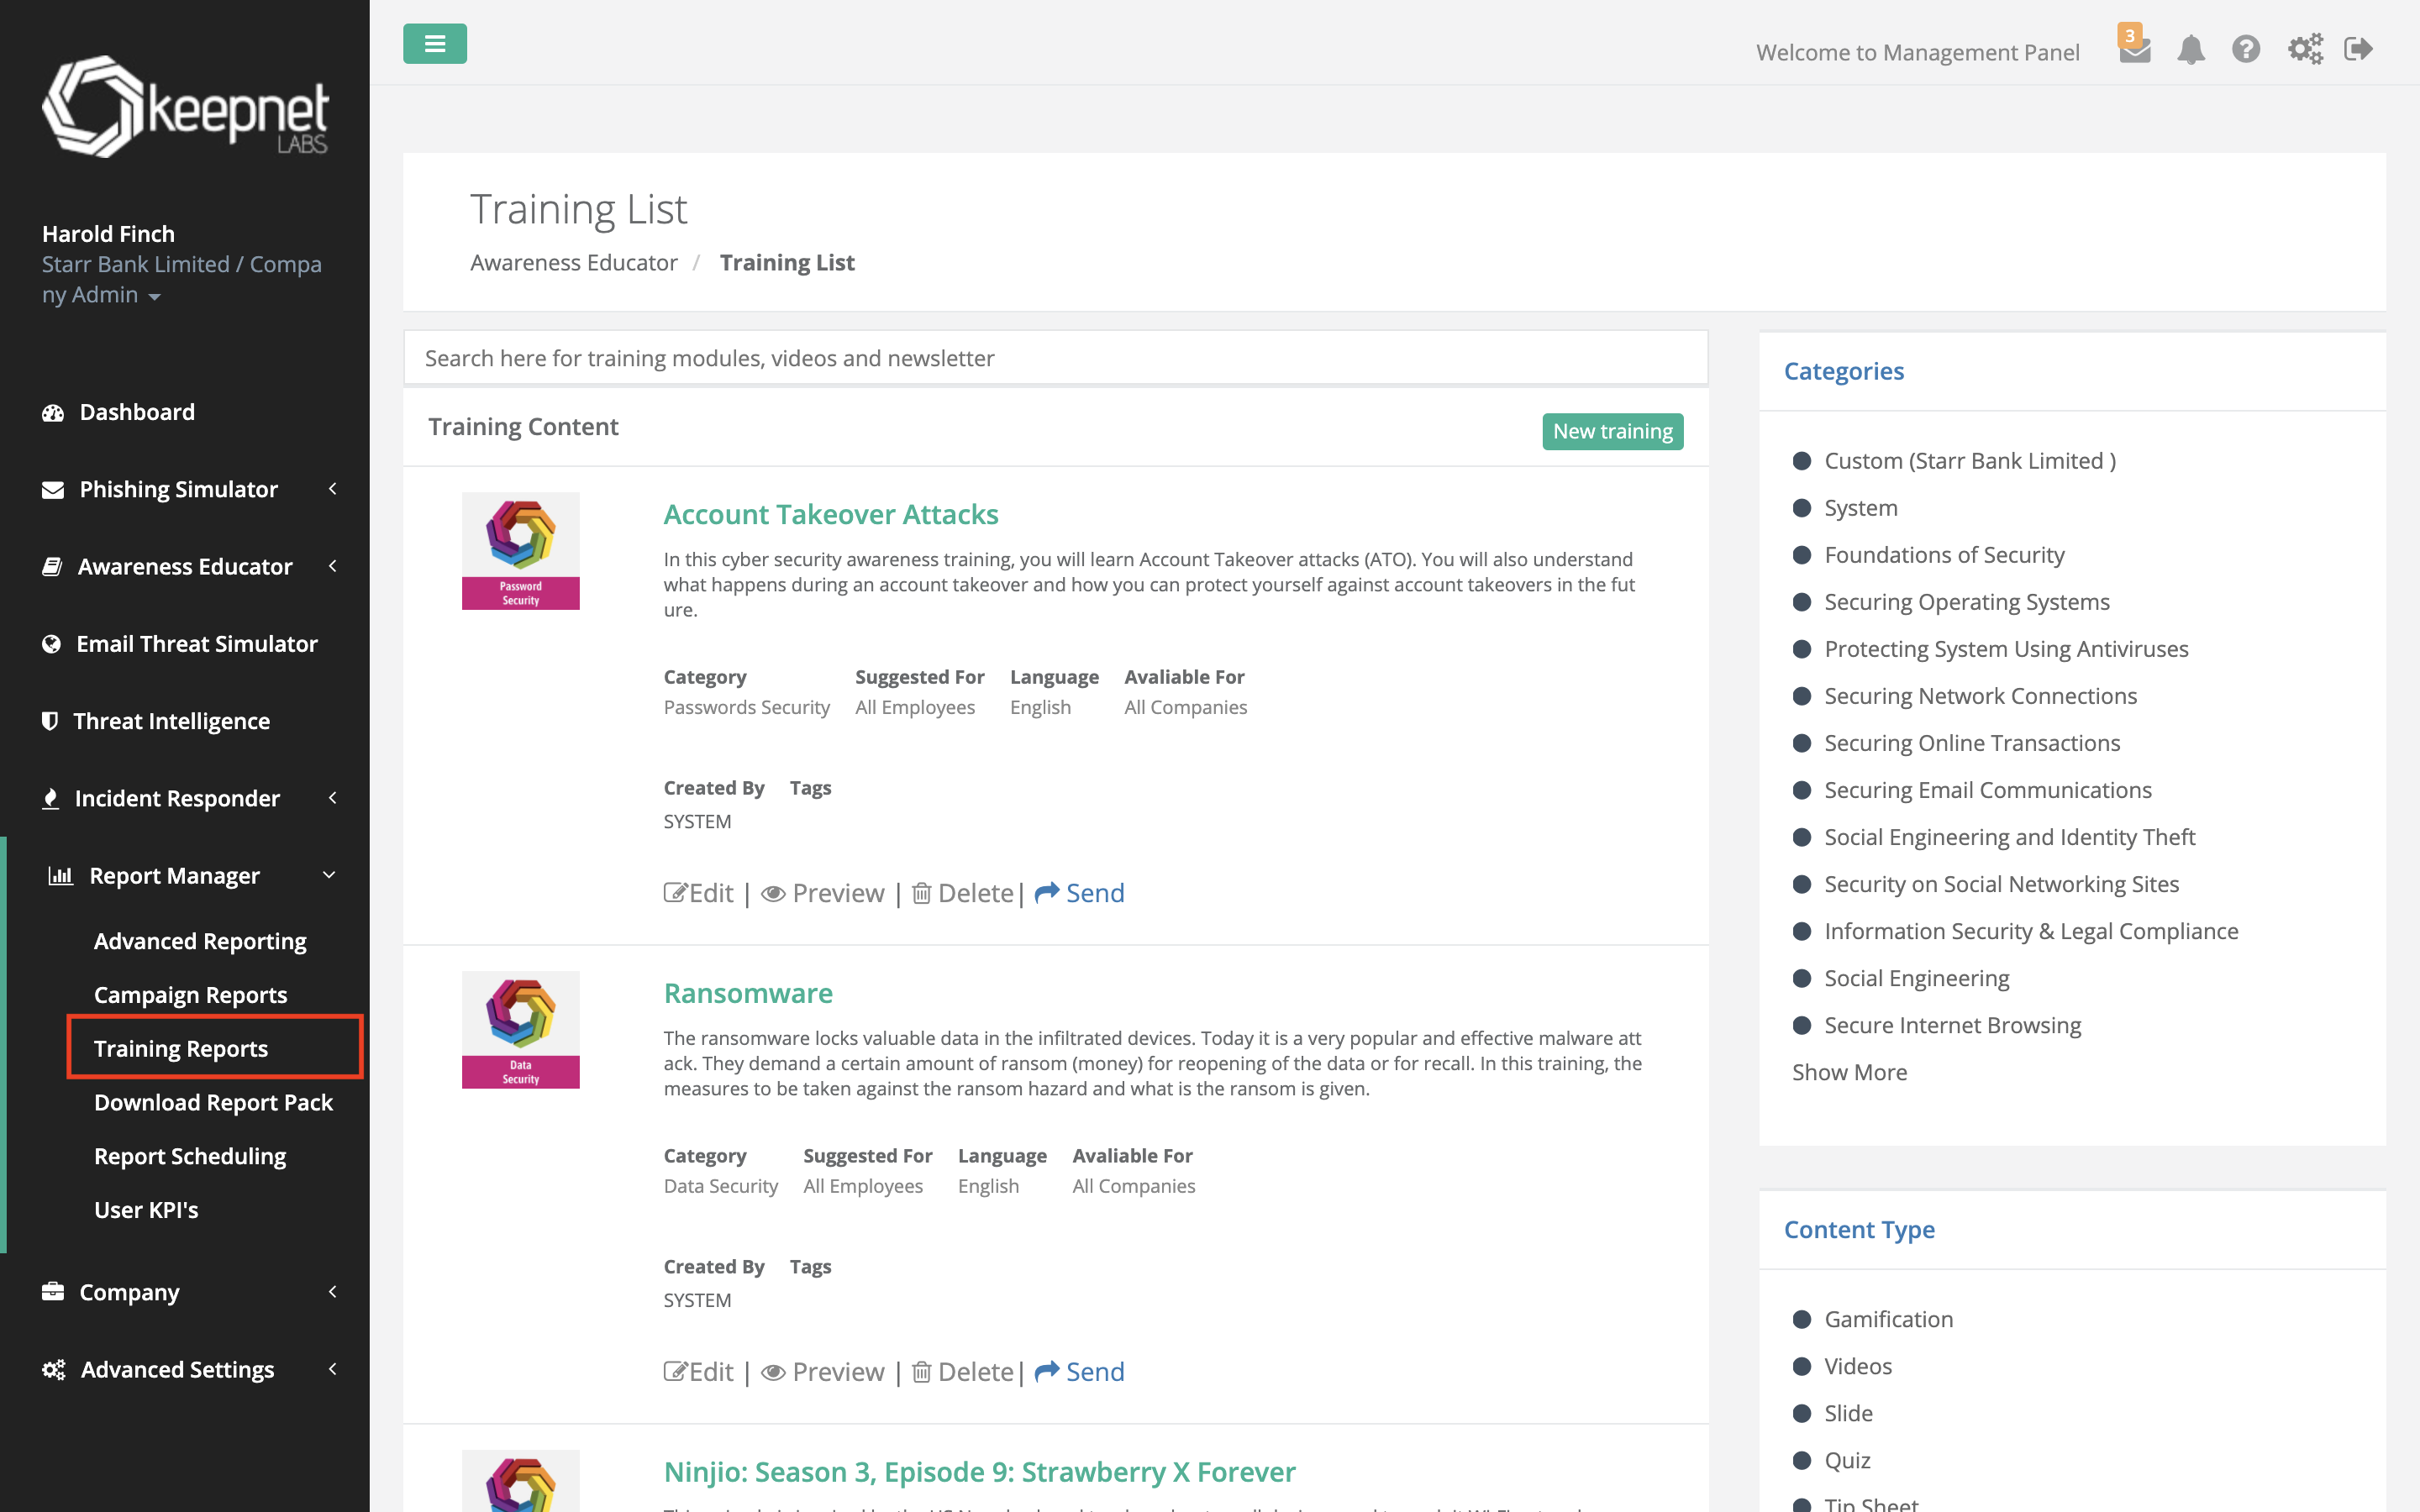 keepnet
LABS
Harold Finch
Starr Bank Limited / Compa
ny Admin
Dashboard
Phishing Simulator
Awareness Educator
Email Threat Simulator
Threat Intelligence
Incident Responder
Report Manager
Advanced Reporting
Campaign Reports
Training Reports
Download Report Pack
Report Scheduling
User KPI's
Company
Advanced Settings
Welcome to Management Panel
3
Training List
Awareness Educator / Training List
Search here for training modules, videos and newsletter
Training Content
New training
Password
Security
Account Takeover Attacks
In this cyber security awareness training, you will learn Account Takeover attacks (ATO). You will also understand
what happens during an account takeover and how you can protect yourself against account takeovers in the fut
ure.
Category Suggested For Language Avaliable For
Passwords Security All Employees English All Companies
Created By Tags
SYSTEM
Edit | Preview | Delete | Send
Data
Security
Ransomware
The ransomware locks valuable data in the infiltrated devices. Today it is a very popular and effective malware att
ack. They demand a certain amount of ransom (money) for reopening of the data or for recall. In this training, the
measures to be taken against the ransom hazard and what is the ransom is given.
Category Suggested For Language Avaliable For
Data Security All Employees English All Companies
Created By Tags
SYSTEM
Edit | Preview | Delete | Send
Ninjio: Season 3, Episode 9: Strawberry X Forever
Categories
Custom (Starr Bank Limited )
System
Foundations of Security
Securing Operating Systems
Protecting System Using Antiviruses
Securing Network Connections
Securing Online Transactions
Securing Email Communications
Social Engineering and Identity Theft
Security on Social Networking Sites
Information Security & Legal Compliance
Social Engineering
Secure Internet Browsing
Show More
Content Type
Gamification
Videos
Slide
Quiz
Tip Sheet